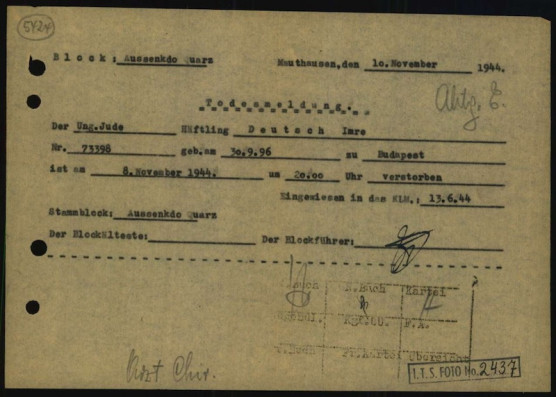 5424
Block: Aussenkdo Quarz
Mauthausen, den 10.November 1944.
Abtg. 6.
Todesmeldung.
Der Ung.Jude Häftling Deutsch Imre
Nr. 73398 geb.am 30.9.96 zu Budapest
ist am 8.November 1944. um 20.00 Uhr verstorben
Eingewiesen in das KLM.: 13.6.44
Stammblock: Aussenkdo Quarz
Der Blockälteste: Der Blockführer:
Buch Kartei
Übersicht
Arzt Chir.
I.T.S. FOTO No. 2437